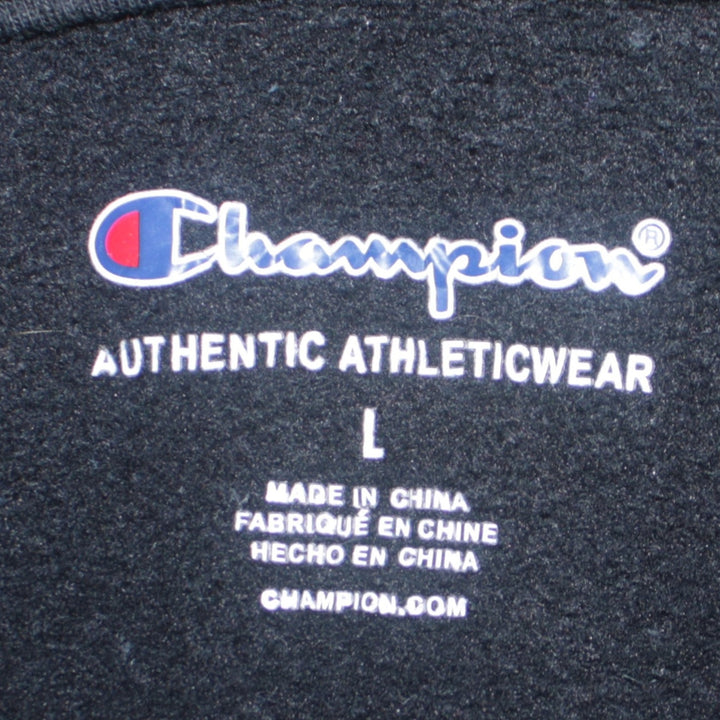 Champion®
AUTHENTIC ATHLETICWEAR
L
MADE IN CHINA
FABRIQUÉ EN CHINE
HECHO EN CHINA
CHAMPION.COM